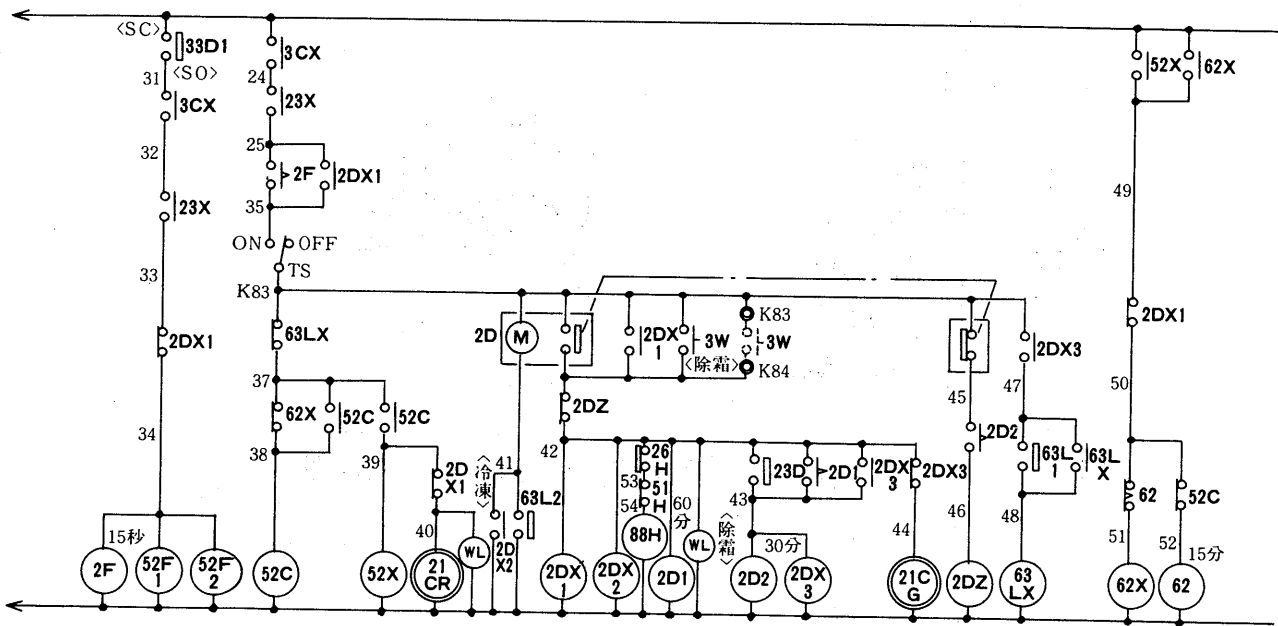 〈SC〉
33D1
3CX
52X
62X
31
〈SO〉
24
3CX
23X
32
25
2F
2DX1
49
23X
35
ON
OFF
33
TS
K83
K83
2DX1
63LX
2D
M
2DX
1
3W
3W
2DX3
2DX1
〈除霜〉
K84
37
47
62X
52C
52C
2DZ
45
50
34
38
39
41
42
2D2
〈冷凍〉
2D
X1
63L2
26
H
53
51
H
54
60
分
23D
2D1
2DX
3
2DX3
63L
1
63L
X
62
52C
43
40
2D
X2
〈除霜〉
44
46
48
51
52
15秒
30分
15分
2F
52F
1
52F
2
52C
52X
21
CR
WL
2DX
1
2DX
2
88H
2D1
WL
2D2
2DX
3
21C
G
2DZ
63
LX
62X
62